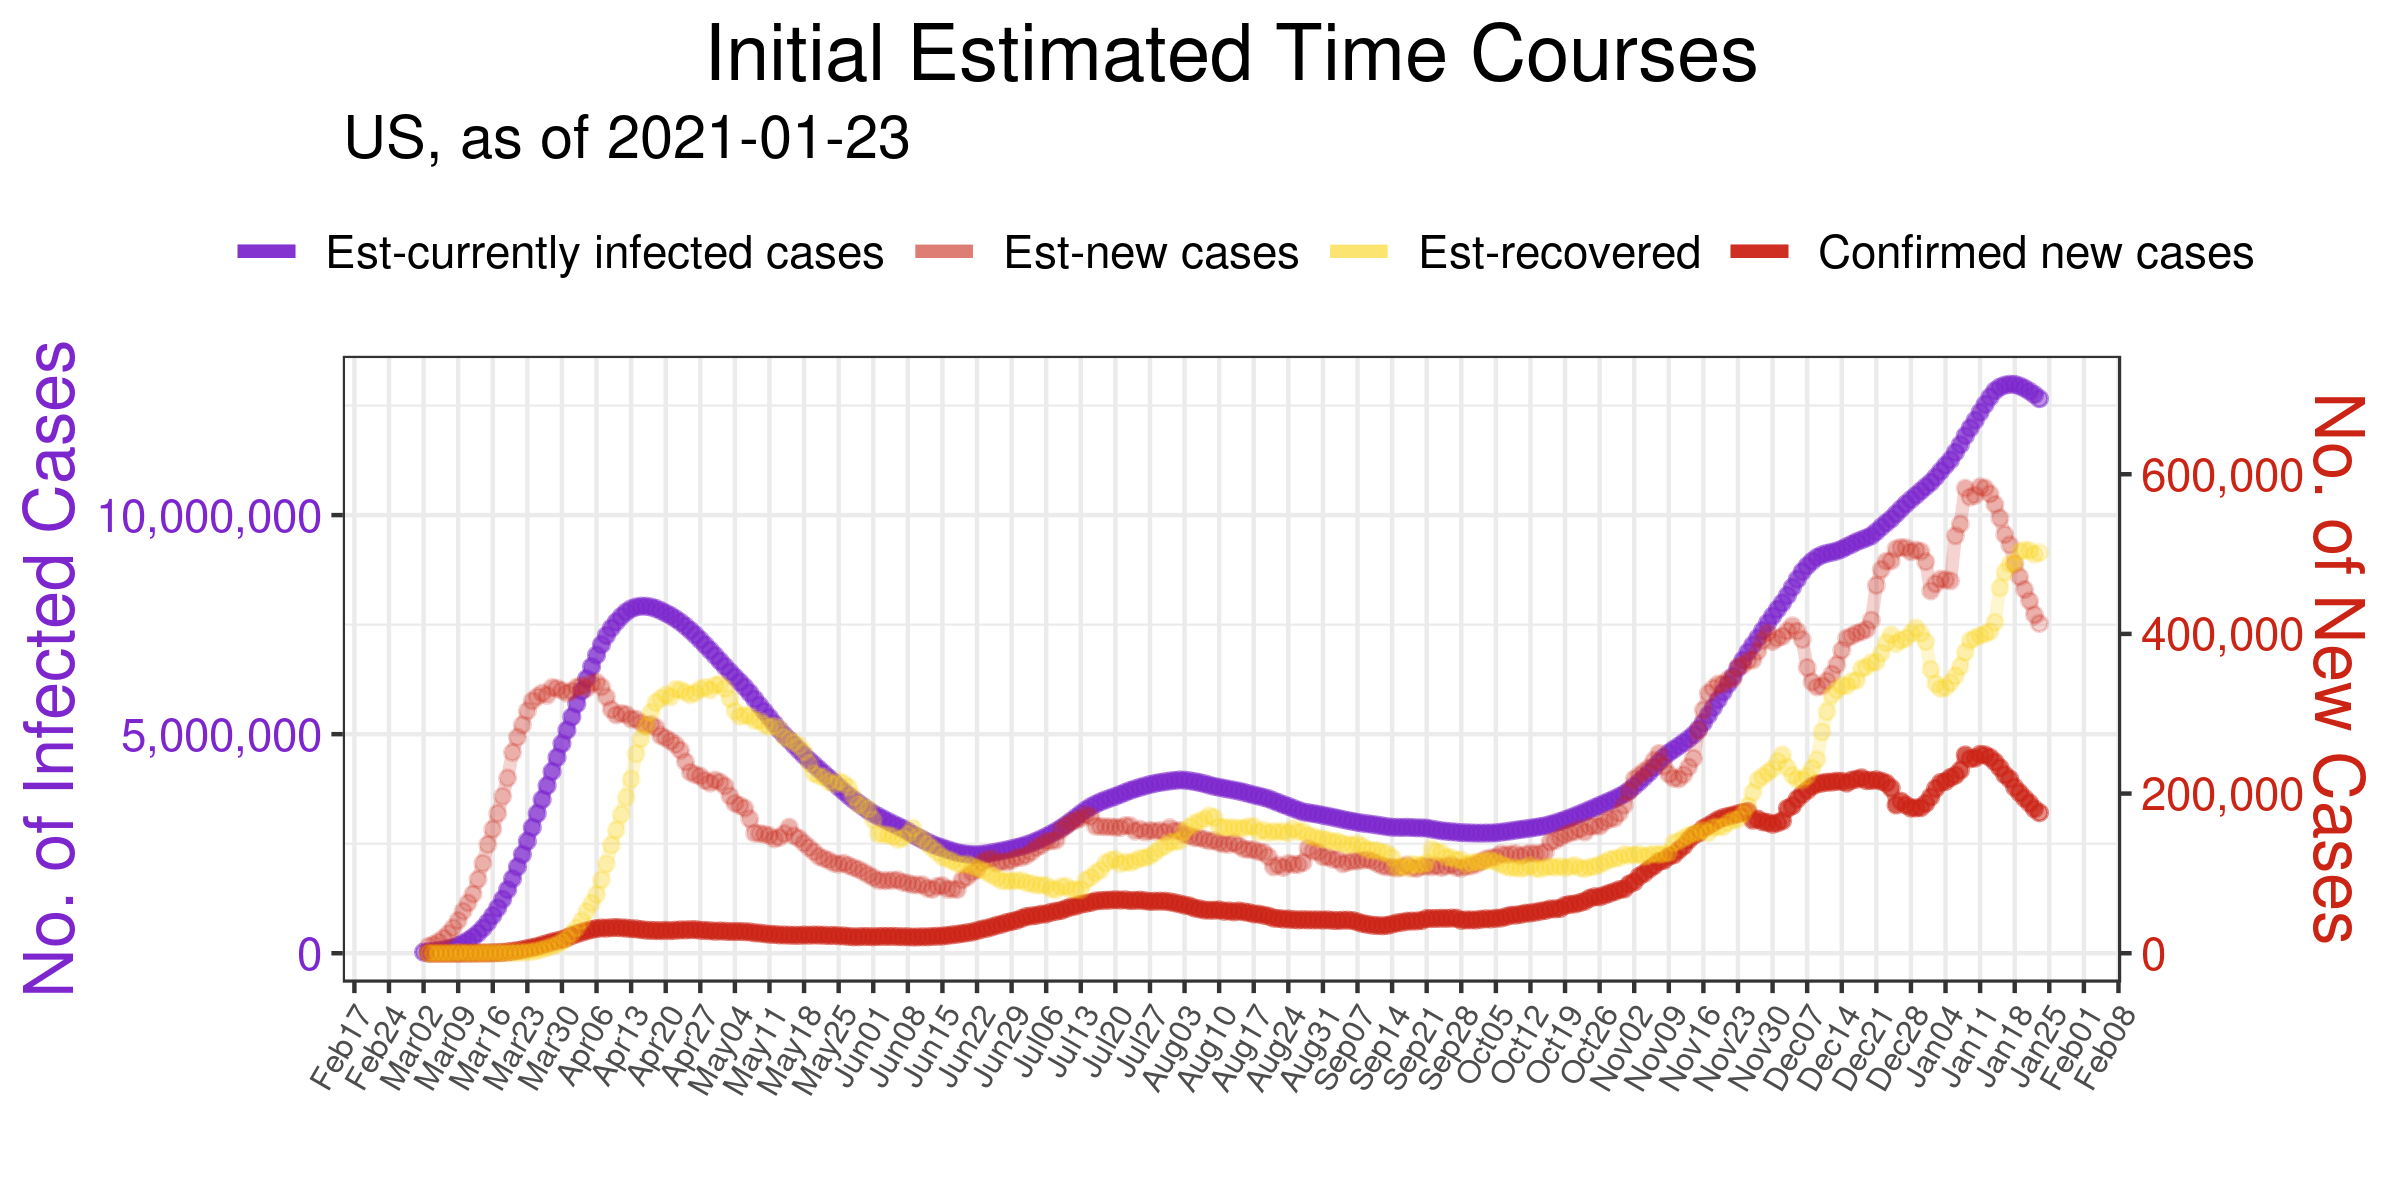 Initial Estimated Time Courses
US, as of 2021-01-23
Est-currently infected cases Est-new cases Est-recovered Confirmed new cases
No. of Infected Cases
10,000,000
5,000,000
0
600,000
400,000
200,000
0
No. of New Cases
Feb17 Feb24 Mar02 Mar09 Mar16 Mar23 Mar30 Apr06 Apr13 Apr20 Apr27 May04 May11 May18 May25 Jun01 Jun08 Jun15 Jun22 Jun29 Jul06 Jul13 Jul20 Jul27 Aug03 Aug10 Aug17 Aug24 Aug31 Sep07 Sep14 Sep21 Sep28 Oct05 Oct12 Oct19 Oct26 Nov02 Nov09 Nov16 Nov23 Nov30 Dec07 Dec14 Dec21 Dec28 Jan04 Jan11 Jan18 Jan25 Feb01 Feb08